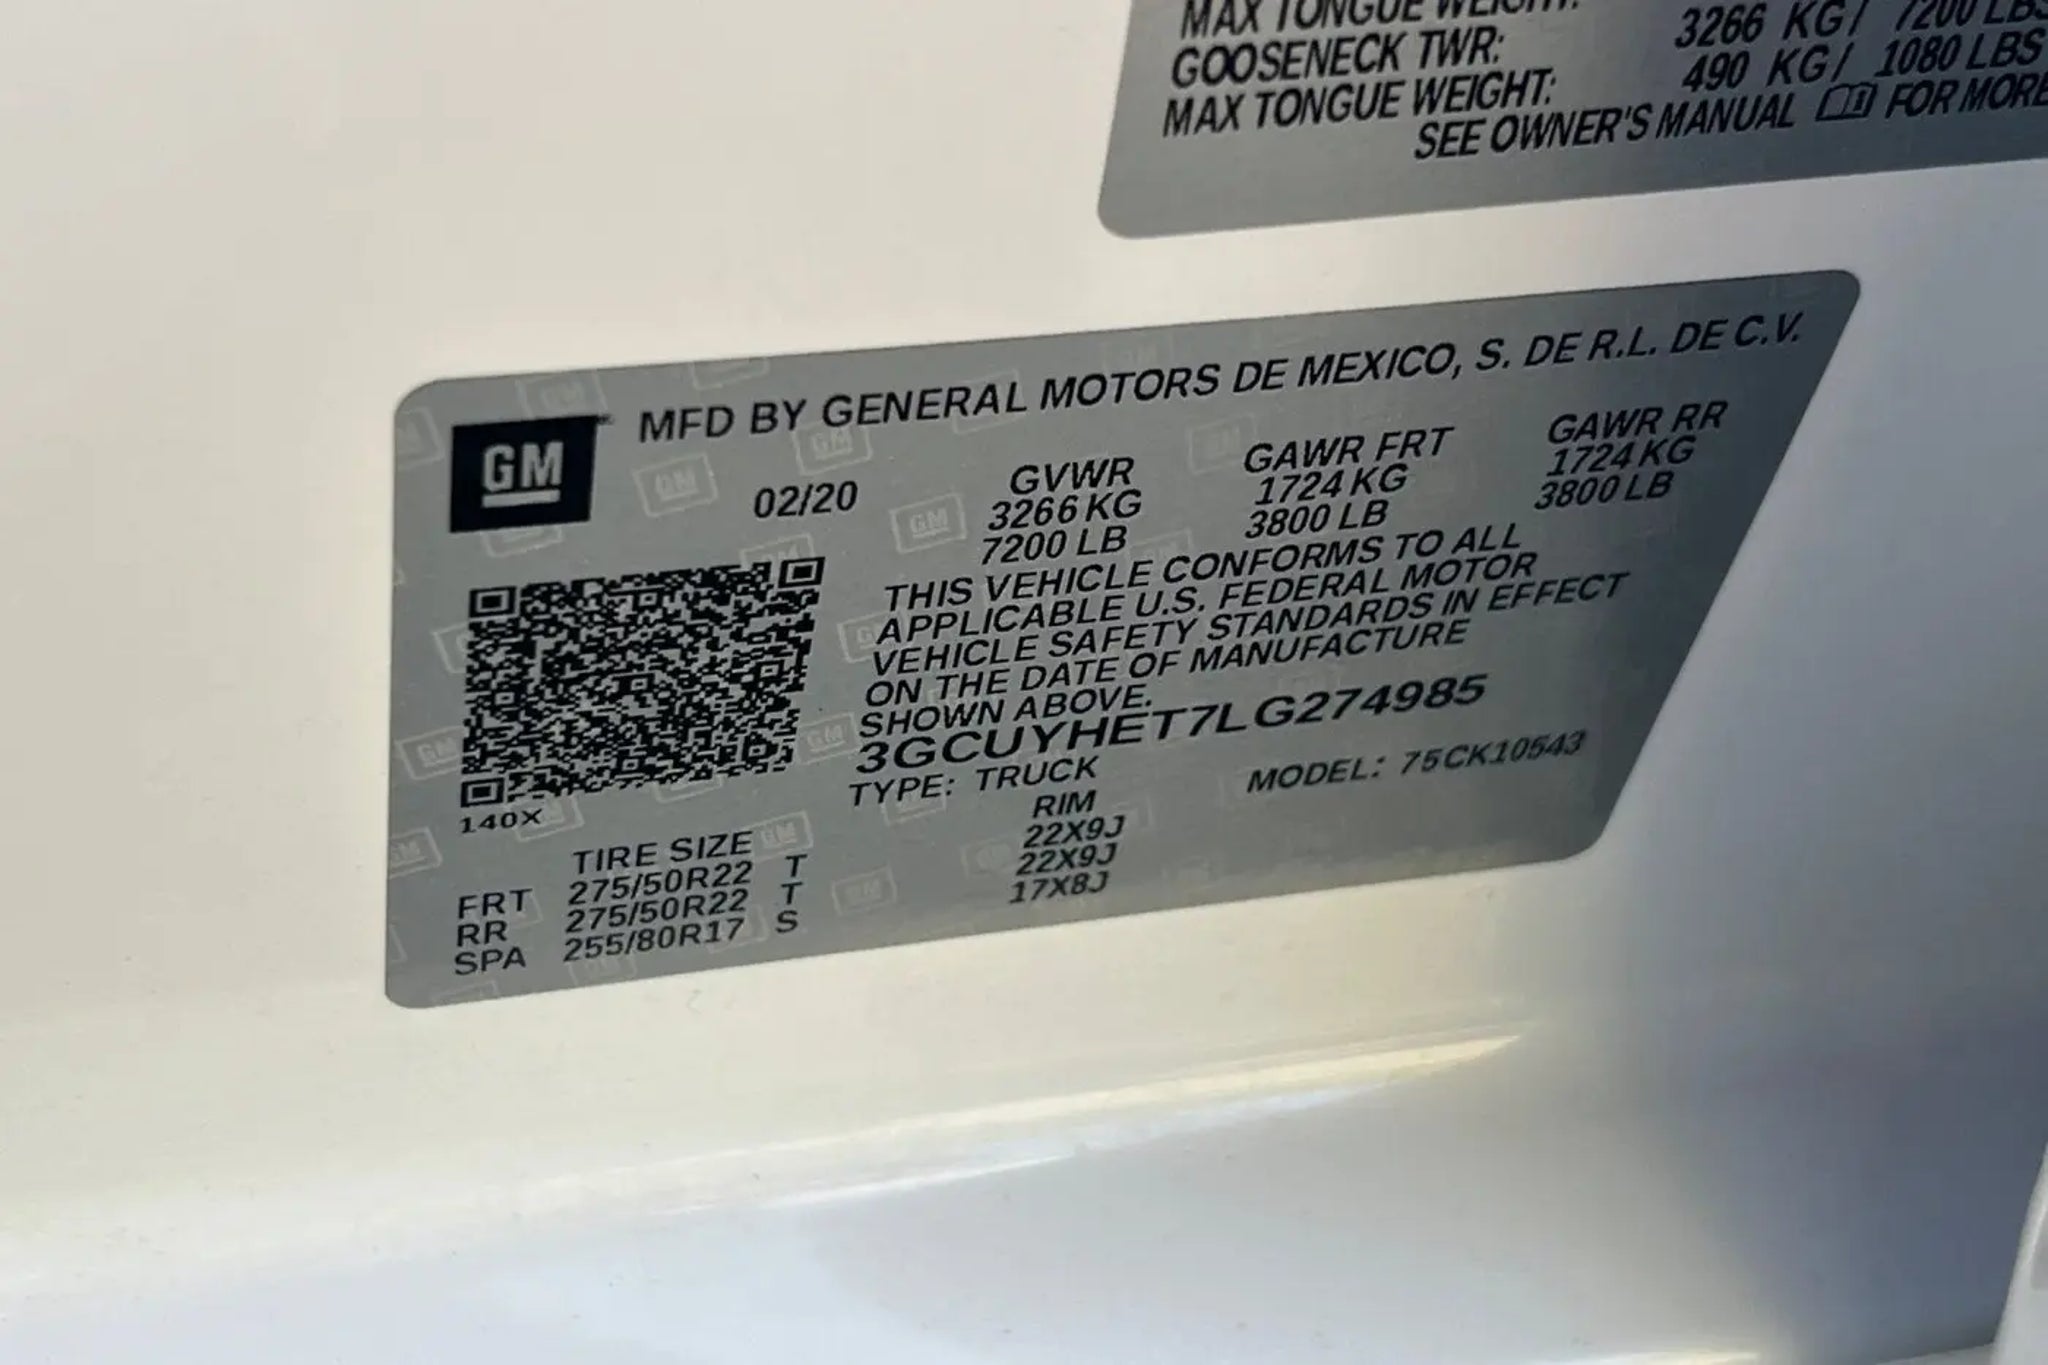 MAX TONGUE WEIGHT:
GOOSENECK TWR: 3266 KG/ 7200 LBS
MAX TONGUE WEIGHT: 490 KG/ 1080 LBS
SEE OWNER'S MANUAL FOR MORE
GM MFD BY GENERAL MOTORS DE MEXICO, S. DE R.L. DE C.V.
02/20 GVWR GAWR FRT GAWR RR
3266 KG 1724 KG 1724 KG
7200 LB 3800 LB 3800 LB
THIS VEHICLE CONFORMS TO ALL
APPLICABLE U.S. FEDERAL MOTOR
VEHICLE SAFETY STANDARDS IN EFFECT
ON THE DATE OF MANUFACTURE
SHOWN ABOVE.
3GCUYHET7LG274985
TYPE: TRUCK MODEL: 75CK10543
140X
TIRE SIZE RIM
FRT 275/50R22 T 22X9J
RR 275/50R22 T 22X9J
SPA 255/80R17 S 17X8J